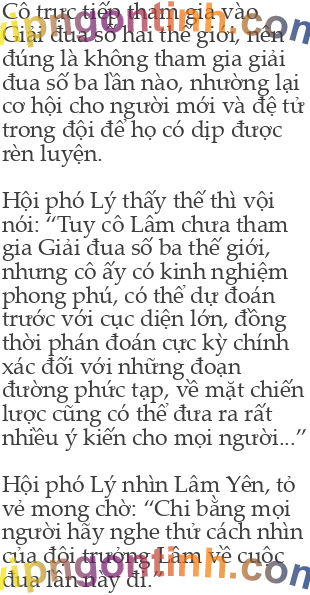 Cô trực tiếp tham gia vào
Giải đua số hai thế giới, nên
đúng là không tham gia giải
đua số ba lần nào, nhường lại
cơ hội cho người mới và đệ tử
trong đội để họ có dịp được
rèn luyện.
Hội phó Lý thấy thế thì vội
nói: “Tuy cô Lâm chưa tham
gia Giải đua số ba thế giới,
nhưng cô ấy có kinh nghiệm
phong phú, có thể dự đoán
trước với cục diện lớn, đồng
thời phán đoán cực kỳ chính
xác đối với những đoạn
đường phức tạp, về mặt chiến
lược cũng có thể đưa ra rất
nhiều ý kiến cho mọi người...”
Hội phó Lý nhìn Lâm Yên, tỏ
vẻ mong chờ: “Chi bằng mọi
người hãy nghe thử cách nhìn
của đội trưởng Lâm về cuộc
đua lần này đi.”
vipngontinh.com
vipngontinh.com